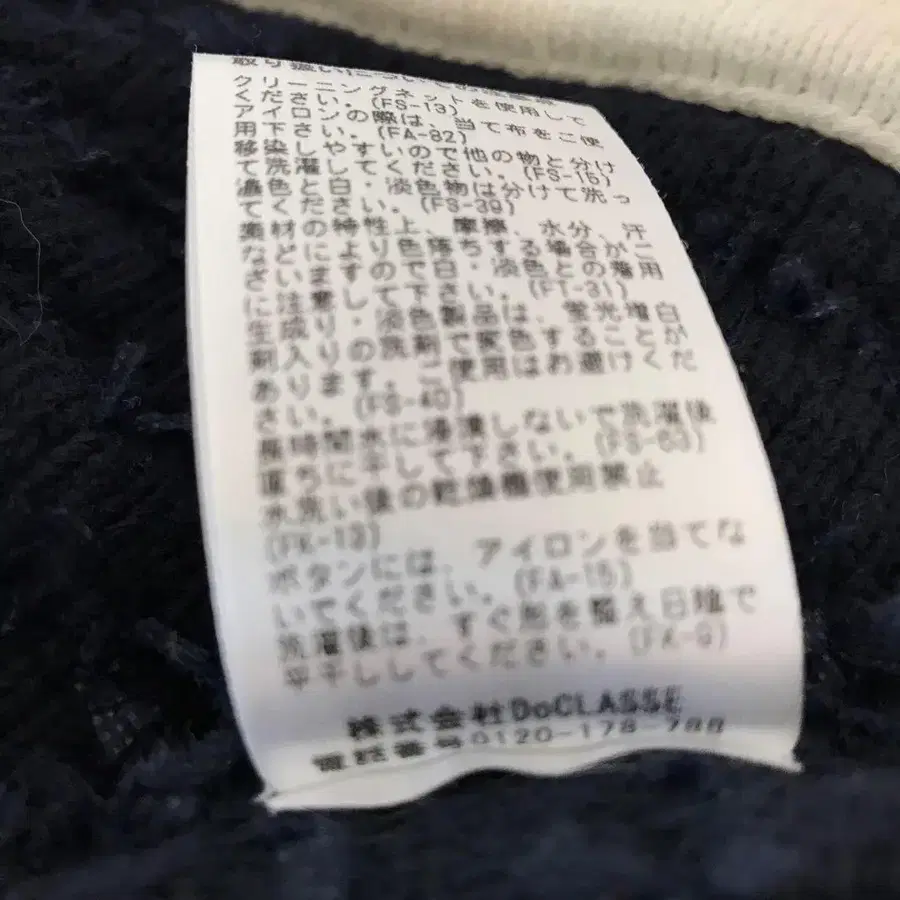 取り扱いについての注意
クリーニングネットを使用して
ください。(FS-13)
アイロンの際は、当て布をご使
用下さい。(FA-82)
移染しやすいので他の物と分け
て洗濯してください。(FS-15)
濃色と白・淡色物は分けて洗っ
てください。(FS-39)
素材の特性上、摩擦、水分、汗
などにより色落ちする場合がご
ざいますので白・淡色との着用
に注意して下さい。(FT-31)
生成り・淡色製品は、蛍光増白
剤入りの洗剤で変色することが
あります。ご使用はお避けくだ
さい。(FS-40)
長時間水に浸漬しないで洗濯後
直ちに干して下さい。(FS-63)
水洗い後の乾燥機使用禁止
(FK-13)
ボタンには、アイロンを当てな
いでください。(FA-15)
洗濯後は、すぐ形を整え日陰で
平干ししてください。(FK-9)
株式会社DoCLASSE
電話番号0120-178-788